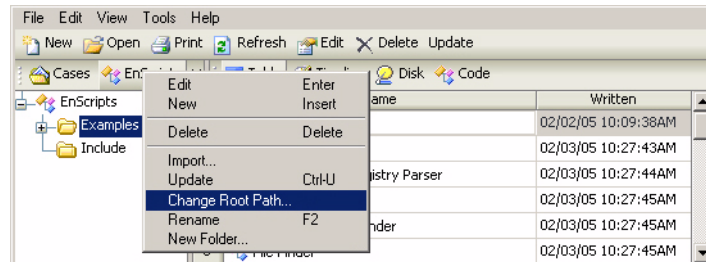 File Edit View Tools Help
New Open Print Refresh Edit Delete Update
Cases Disk Code
EnScripts
Examples
Include
Edit Enter
New Insert
Delete Delete
Import...
Update Ctrl-U
Change Root Path...
Rename F2
New Folder...
Written
02/02/05 10:09:38AM
02/03/05 10:27:43AM
Parser 02/03/05 10:27:44AM
02/03/05 10:27:45AM
02/03/05 10:27:45AM
02/03/05 10:27:45AM